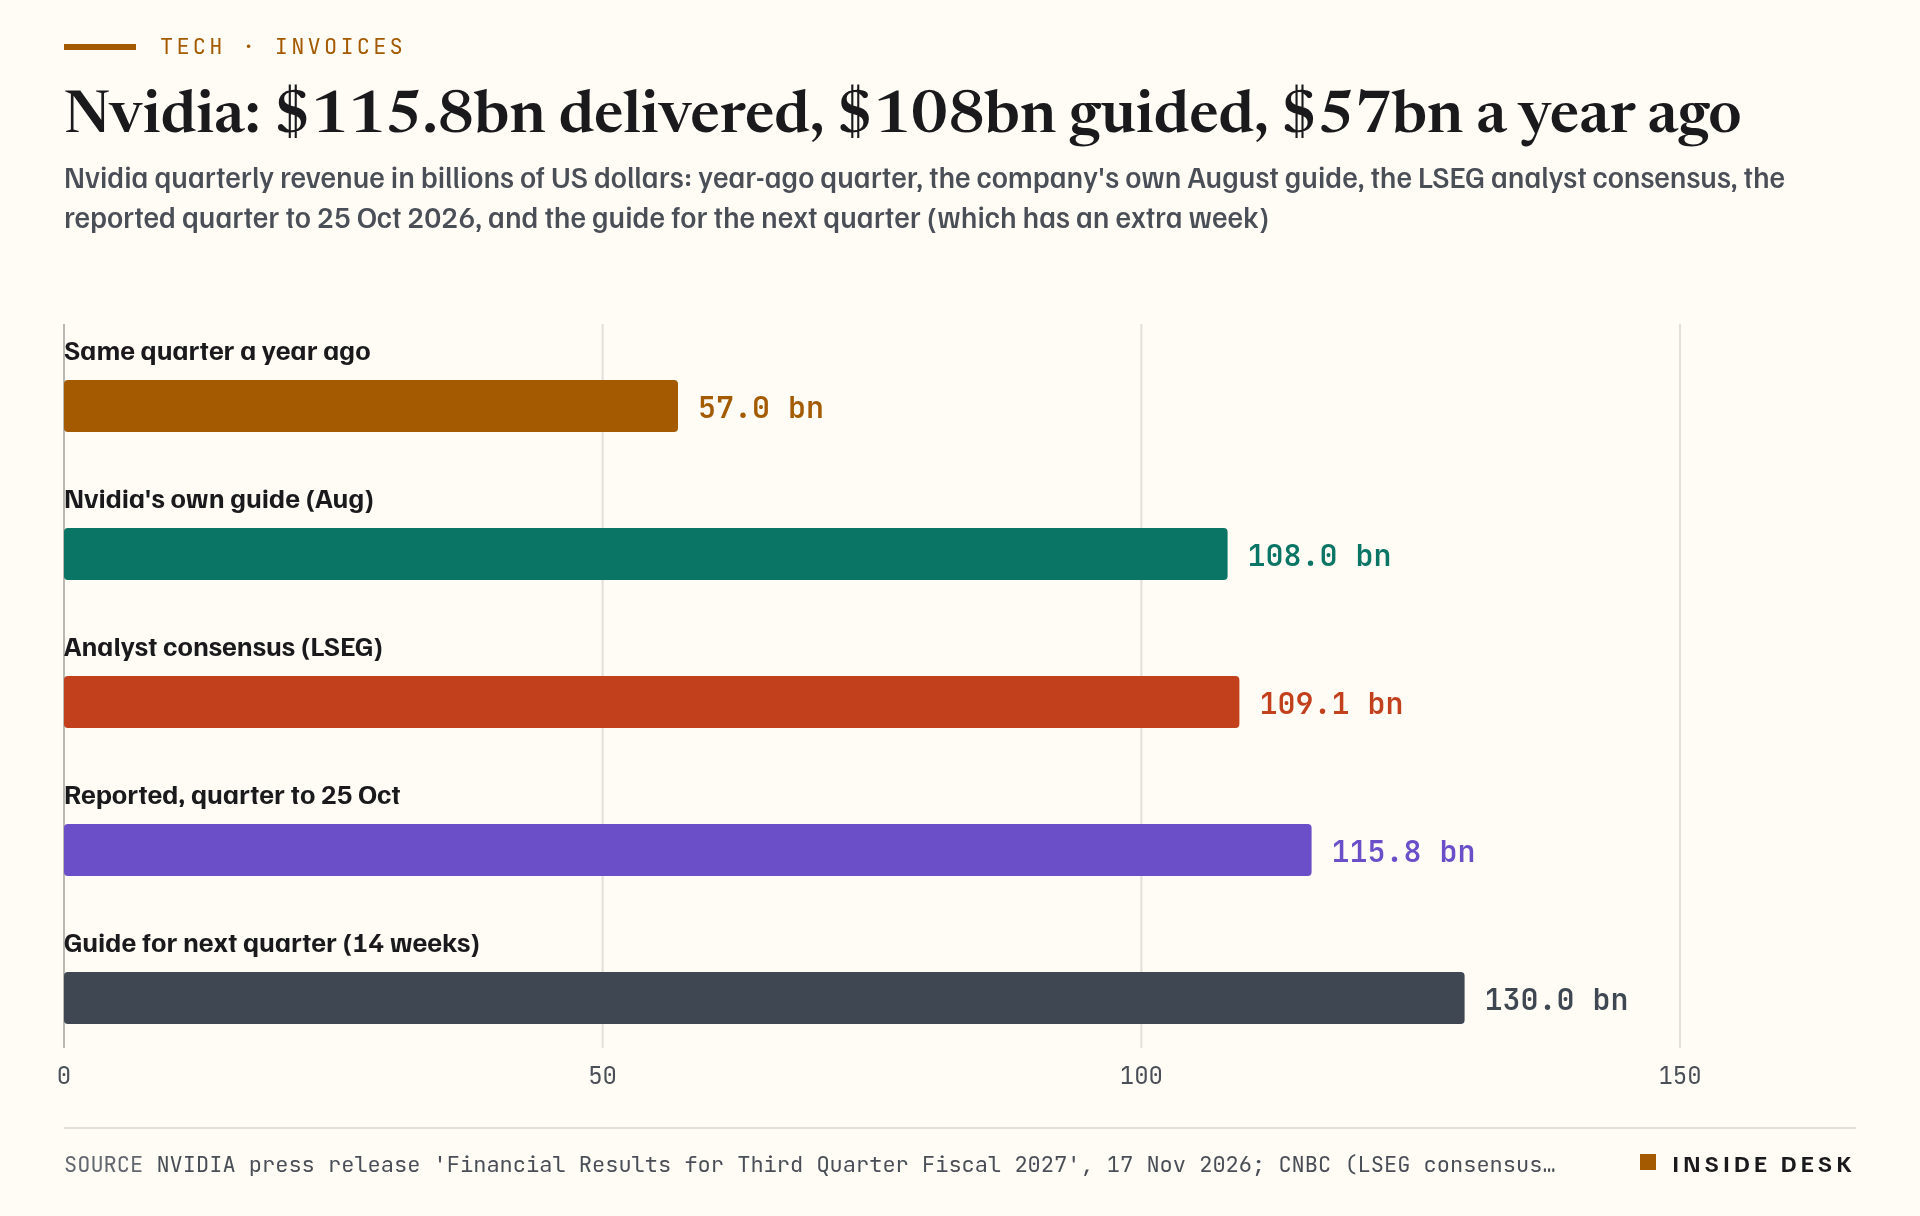 TECH · INVOICES
Nvidia: $115.8bn delivered, $108bn guided, $57bn a year ago
Nvidia quarterly revenue in billions of US dollars: year-ago quarter, the company's own August guide, the LSEG analyst consensus, the
reported quarter to 25 Oct 2026, and the guide for the next quarter (which has an extra week)
Same quarter a year ago
57.0 bn
Nvidia's own guide (Aug)
108.0 bn
Analyst consensus (LSEG)
109.1 bn
Reported, quarter to 25 Oct
115.8 bn
Guide for next quarter (14 weeks)
130.0 bn
0 50 100 150
SOURCE NVIDIA press release 'Financial Results for Third Quarter Fiscal 2027', 17 Nov 2026; CNBC (LSEG consensus…
INSIDE DESK